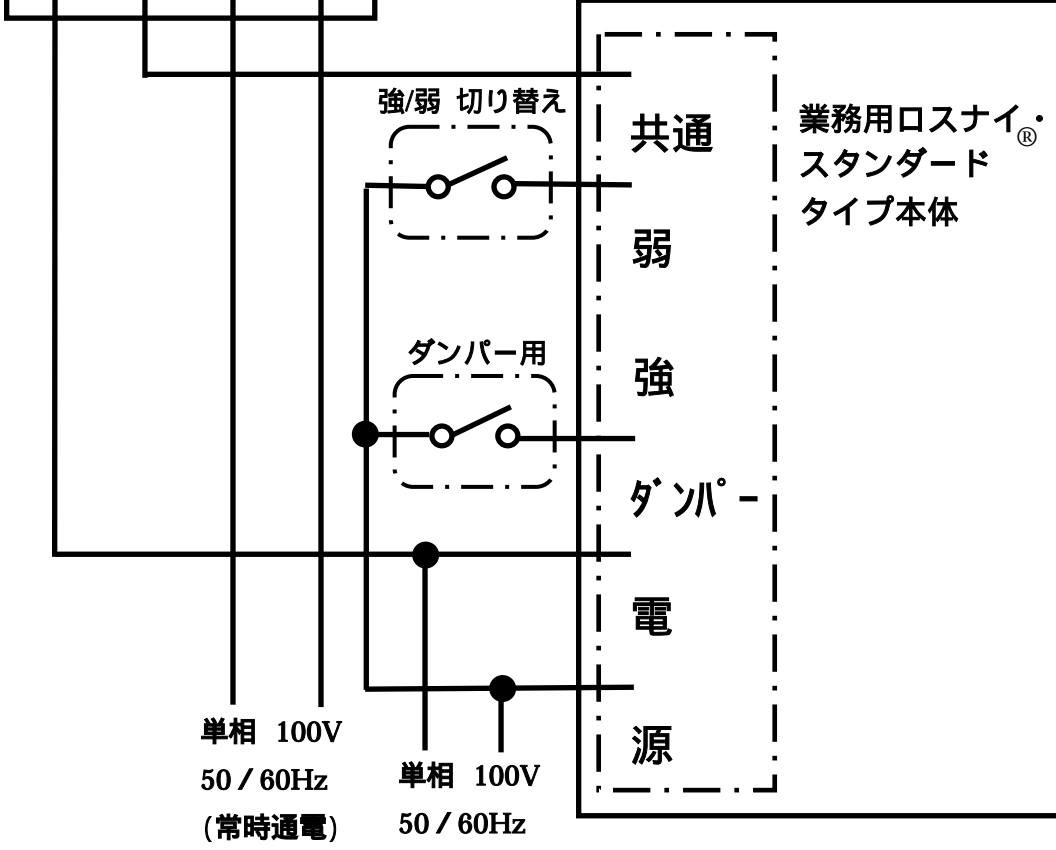 強/弱 切り替え
共通
業務用ロスナイ®・
スタンダード
タイプ本体
弱
ダンパー用
強
ダンパー
電
源
単相 100V
50 / 60Hz
(常時通電)
単相 100V
50 / 60Hz